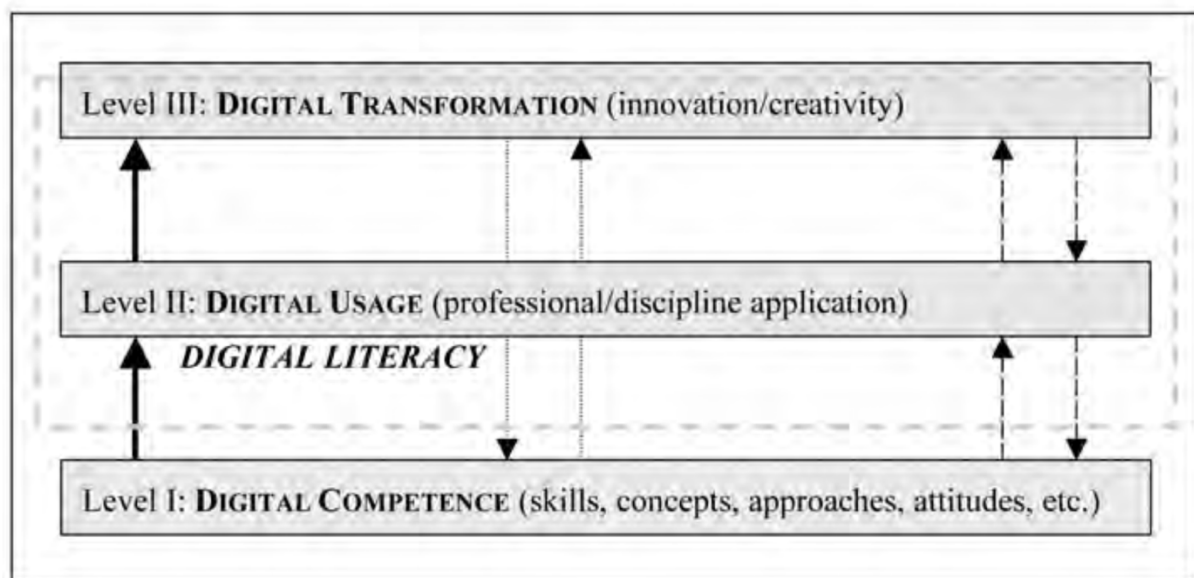 Level III: DIGITAL TRANSFORMATION (innovation/creativity)
Level II: DIGITAL USAGE (professional/discipline application)
DIGITAL LITERACY
Level I: DIGITAL COMPETENCE (skills, concepts, approaches, attitudes, etc.)